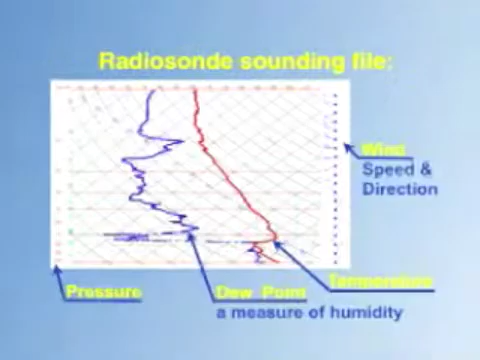 Radiosonde sounding file:
Wind
Speed &
Direction
Temperature
Pressure
Dew Point
a measure of humidity